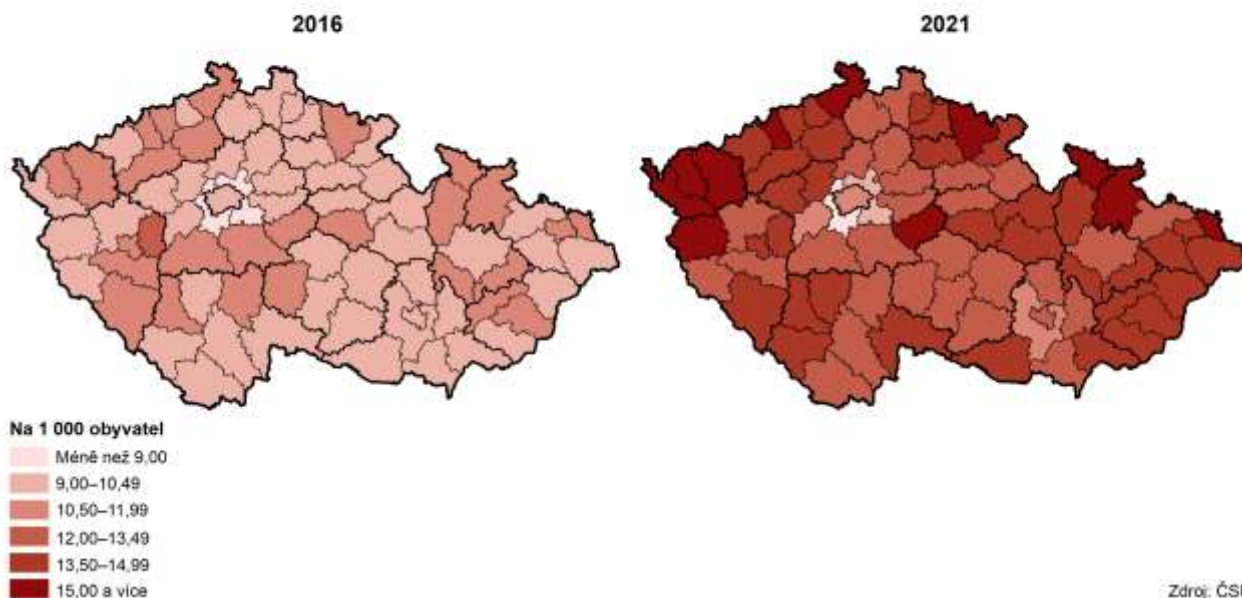 2016
2021
Na 1 000 obyvatel
Méně než 9,00
9,00–10,49
10,50–11,99
12,00–13,49
13,50–14,99
15,00 a více
Zdroj: ČSÚ